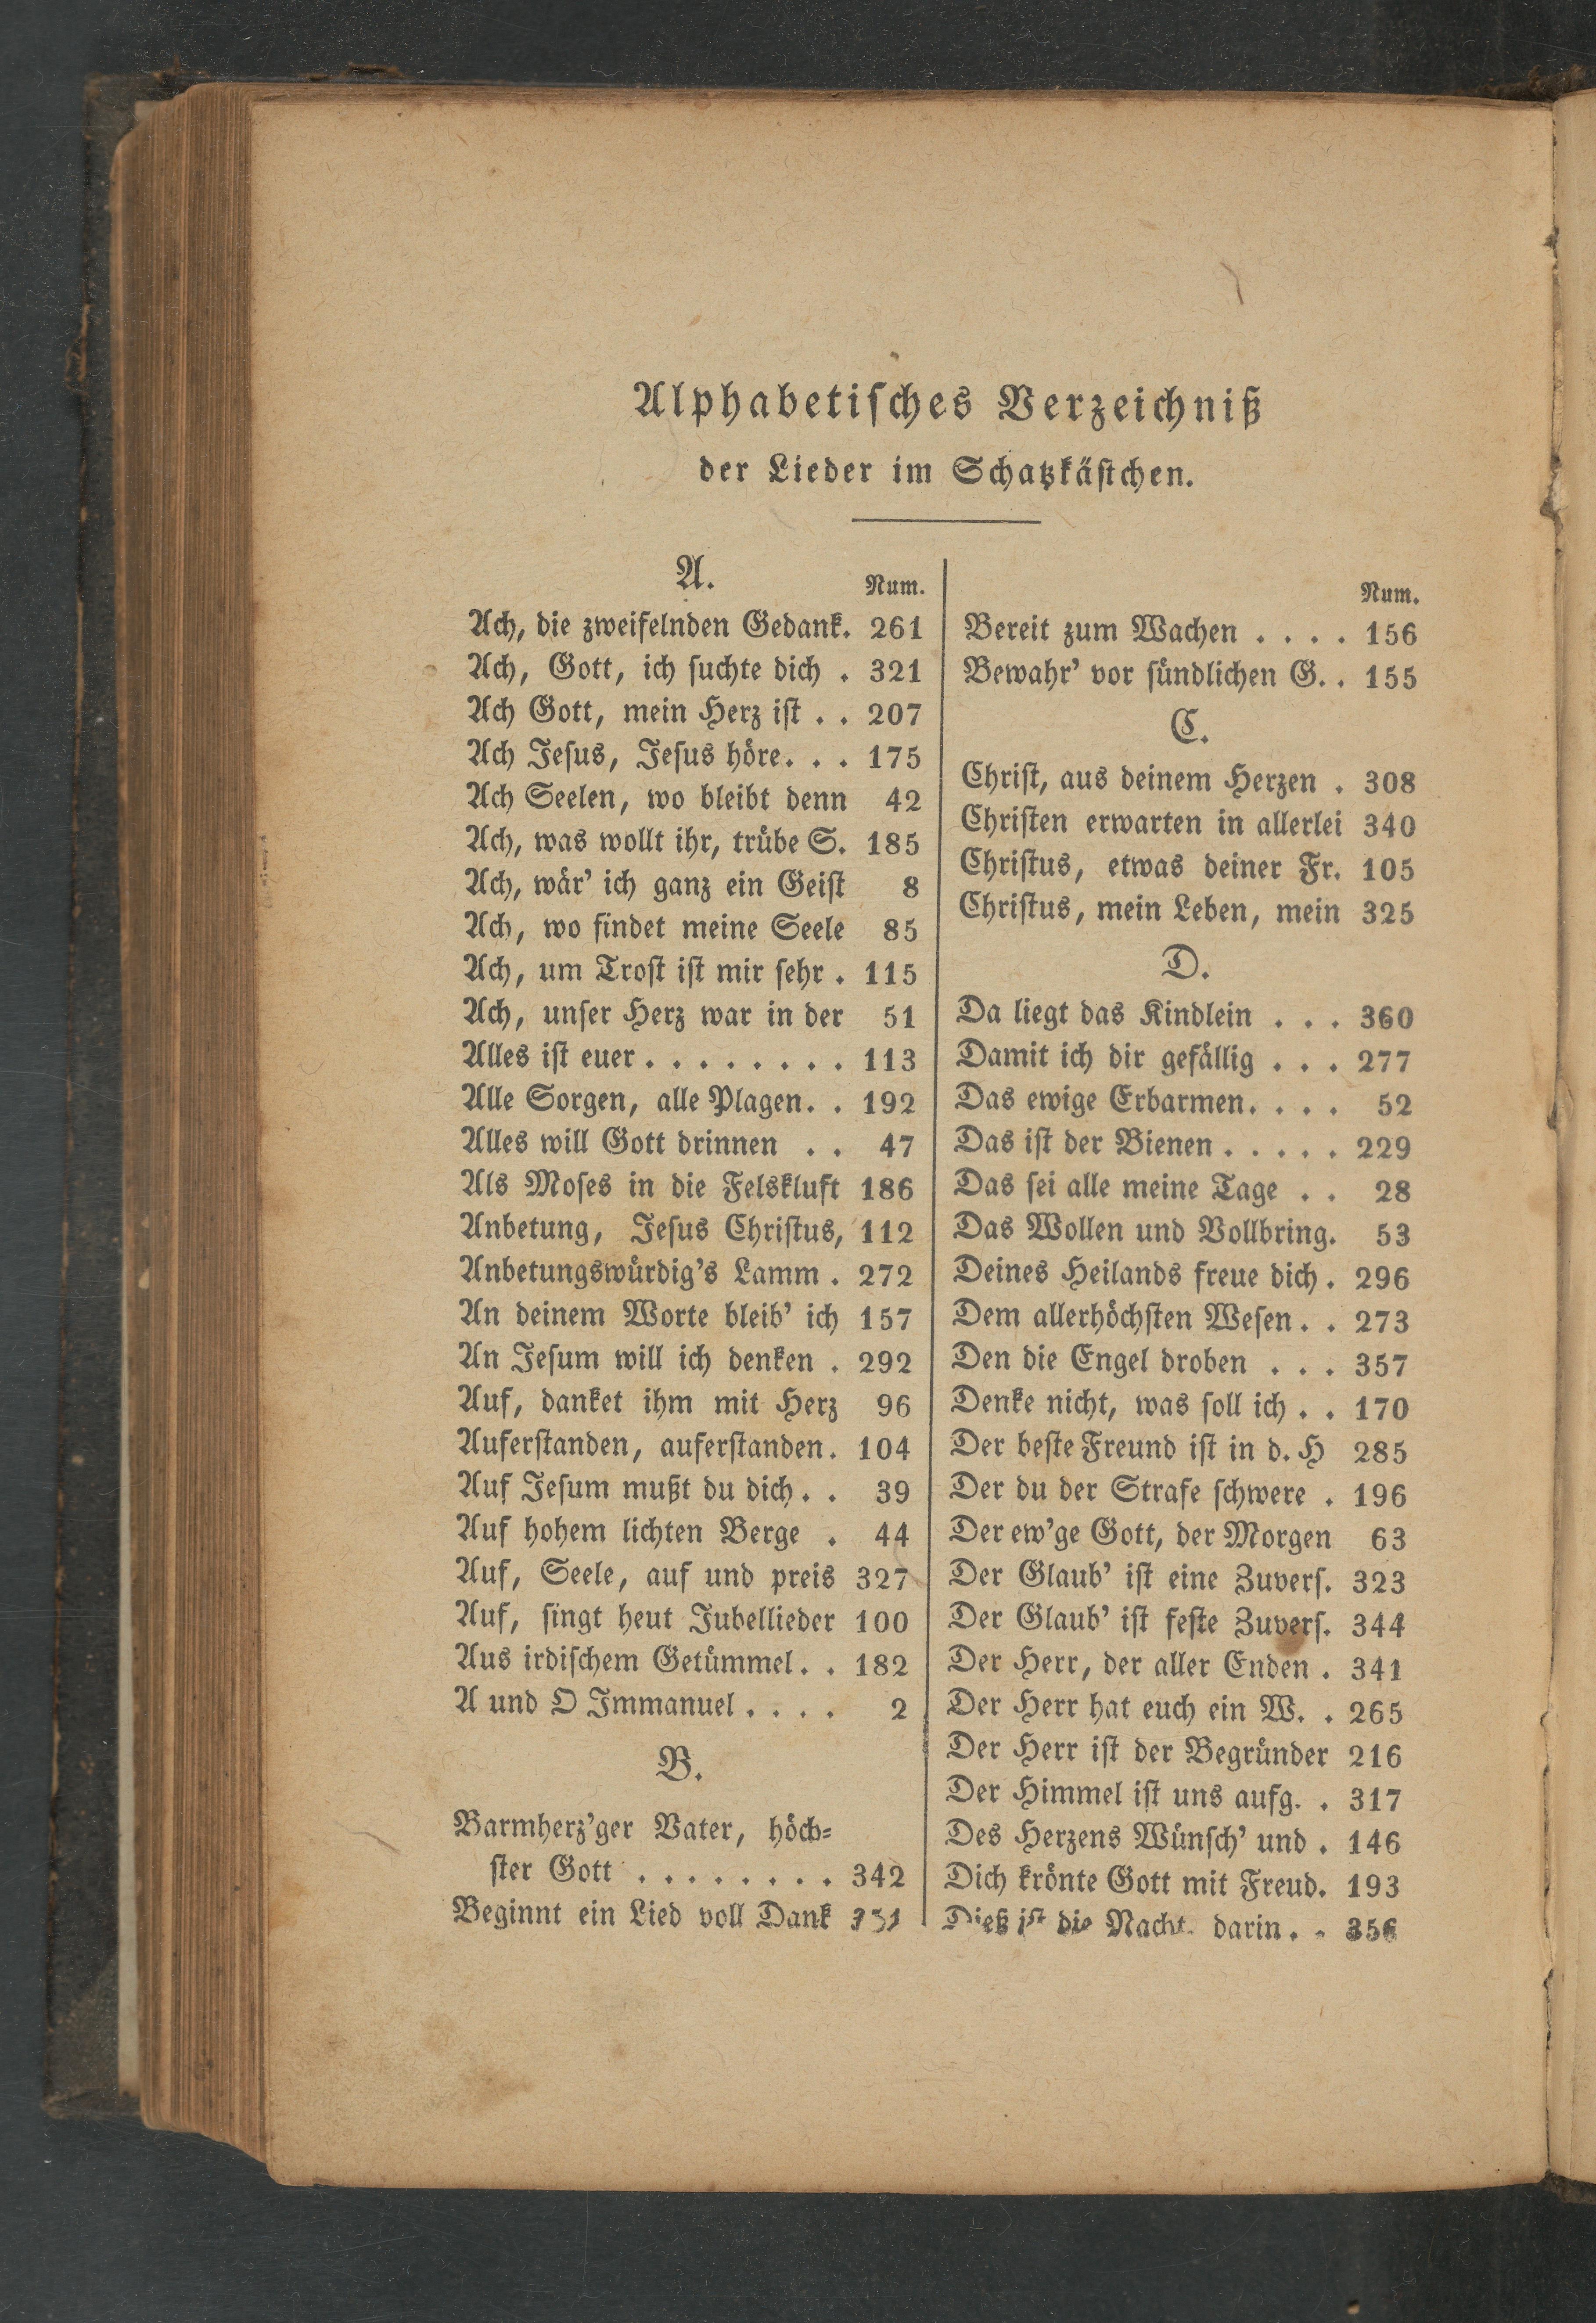 Alphabetisches Verzeichniß
der Lieder im Schatzkästchen.
A.
Num.
Ach, die zweifelnden Gedank. 261
Ach, Gott, ich suchte dich . 321
Ach Gott, mein Herz ist . . 207
Ach Jesus, Jesus höre. . . 175
Ach Seelen, wo bleibt denn 42
Ach, was wollt ihr, trübe S. 185
Ach, wär' ich ganz ein Geist 8
Ach, wo findet meine Seele 85
Ach, um Trost ist mir sehr . 115
Ach, unser Herz war in der 51
Alles ist euer . . . . . . . . 113
Alle Sorgen, alle Plagen. . 192
Alles will Gott drinnen . . 47
Als Moses in die Felskluft 186
Anbetung, Jesus Christus, 112
Anbetungswürdig's Lamm . 272
An deinem Worte bleib' ich 157
An Jesum will ich denken . 292
Auf, danket ihm mit Herz 96
Auferstanden, auferstanden. 104
Auf Jesum mußt du dich . . 39
Auf hohem lichten Berge . 44
Auf, Seele, auf und preis 327
Auf, singt heut Jubellieder 100
Aus irdischem Getümmel. . 182
A und O Immanuel . . . . 2
B.
Barmherz'ger Vater, höch-
ster Gott . . . . . . . . 342
Beginnt ein Lied voll Dank
Num.
Bereit zum Wachen . . . . 156
Bewahr' vor sündlichen G. . 155
C.
Christ, aus deinem Herzen . 308
Christen erwarten in allerlei 340
Christus, etwas deiner Fr. 105
Christus, mein Leben, mein 325
D.
Da liegt das Kindlein . . . 360
Damit ich dir gefällig . . . 277
Das ewige Erbarmen. . . . 52
Das ist der Bienen . . . . . 229
Das sei alle meine Tage . . 28
Das Wollen und Vollbring. 53
Deines Heilands freue dich . 296
Dem allerhöchsten Wesen . . 273
Den die Engel droben . . . 357
Denke nicht, was soll ich . . 170
Der beste Freund ist in d. H 285
Der du der Strafe schwere . 196
Der ew'ge Gott, der Morgen 63
Der Glaub' ist eine Zuvers. 323
Der Glaub' ist feste Zuvers. 344
Der Herr, der aller Enden . 341
Der Herr hat euch ein W. . 265
Der Herr ist der Begründer 216
Der Himmel ist uns aufg. . 317
Des Herzens Wünsch' und . 146
Dich krönte Gott mit Freud. 193
Dieß ist die Nacht. darin . . 356